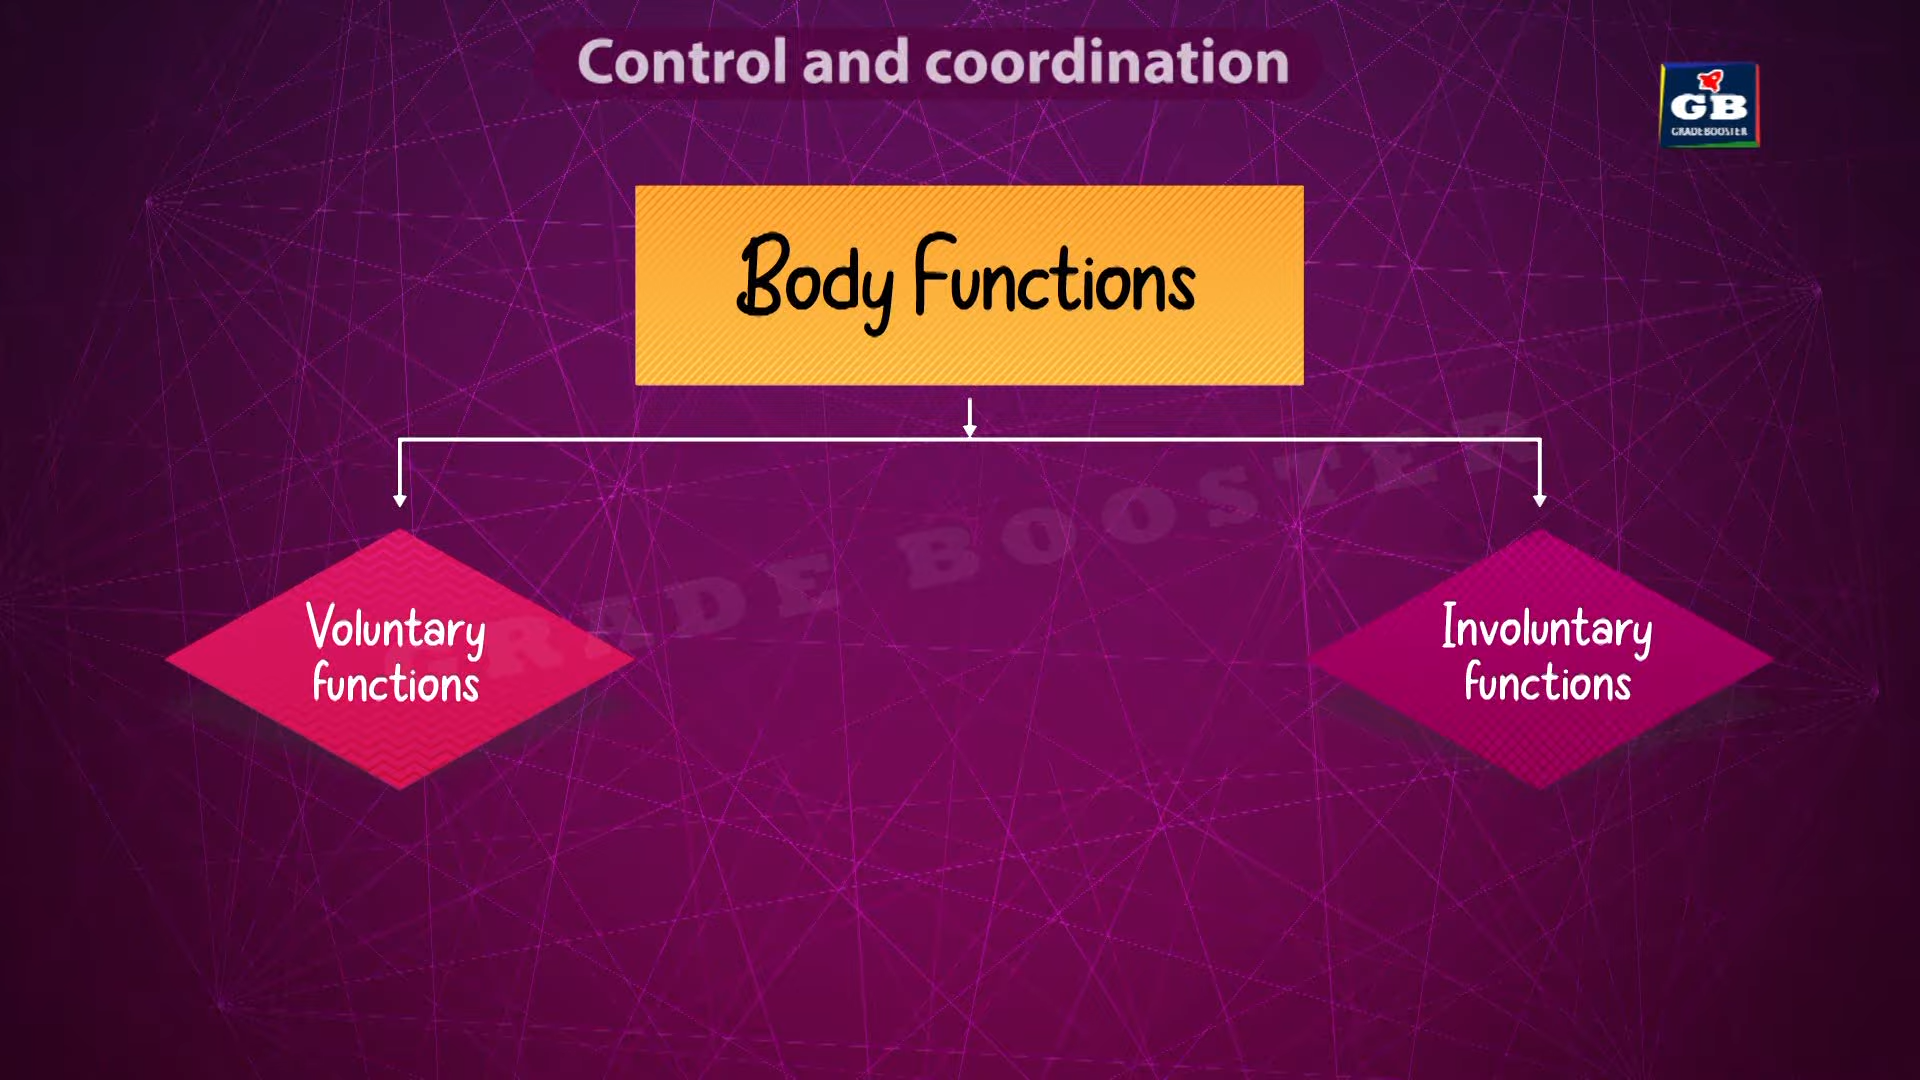 Control and coordination
GB
GRADEBOOSTER
Body Functions
GRADE BOOSTER
Voluntary
functions
Involuntary
functions